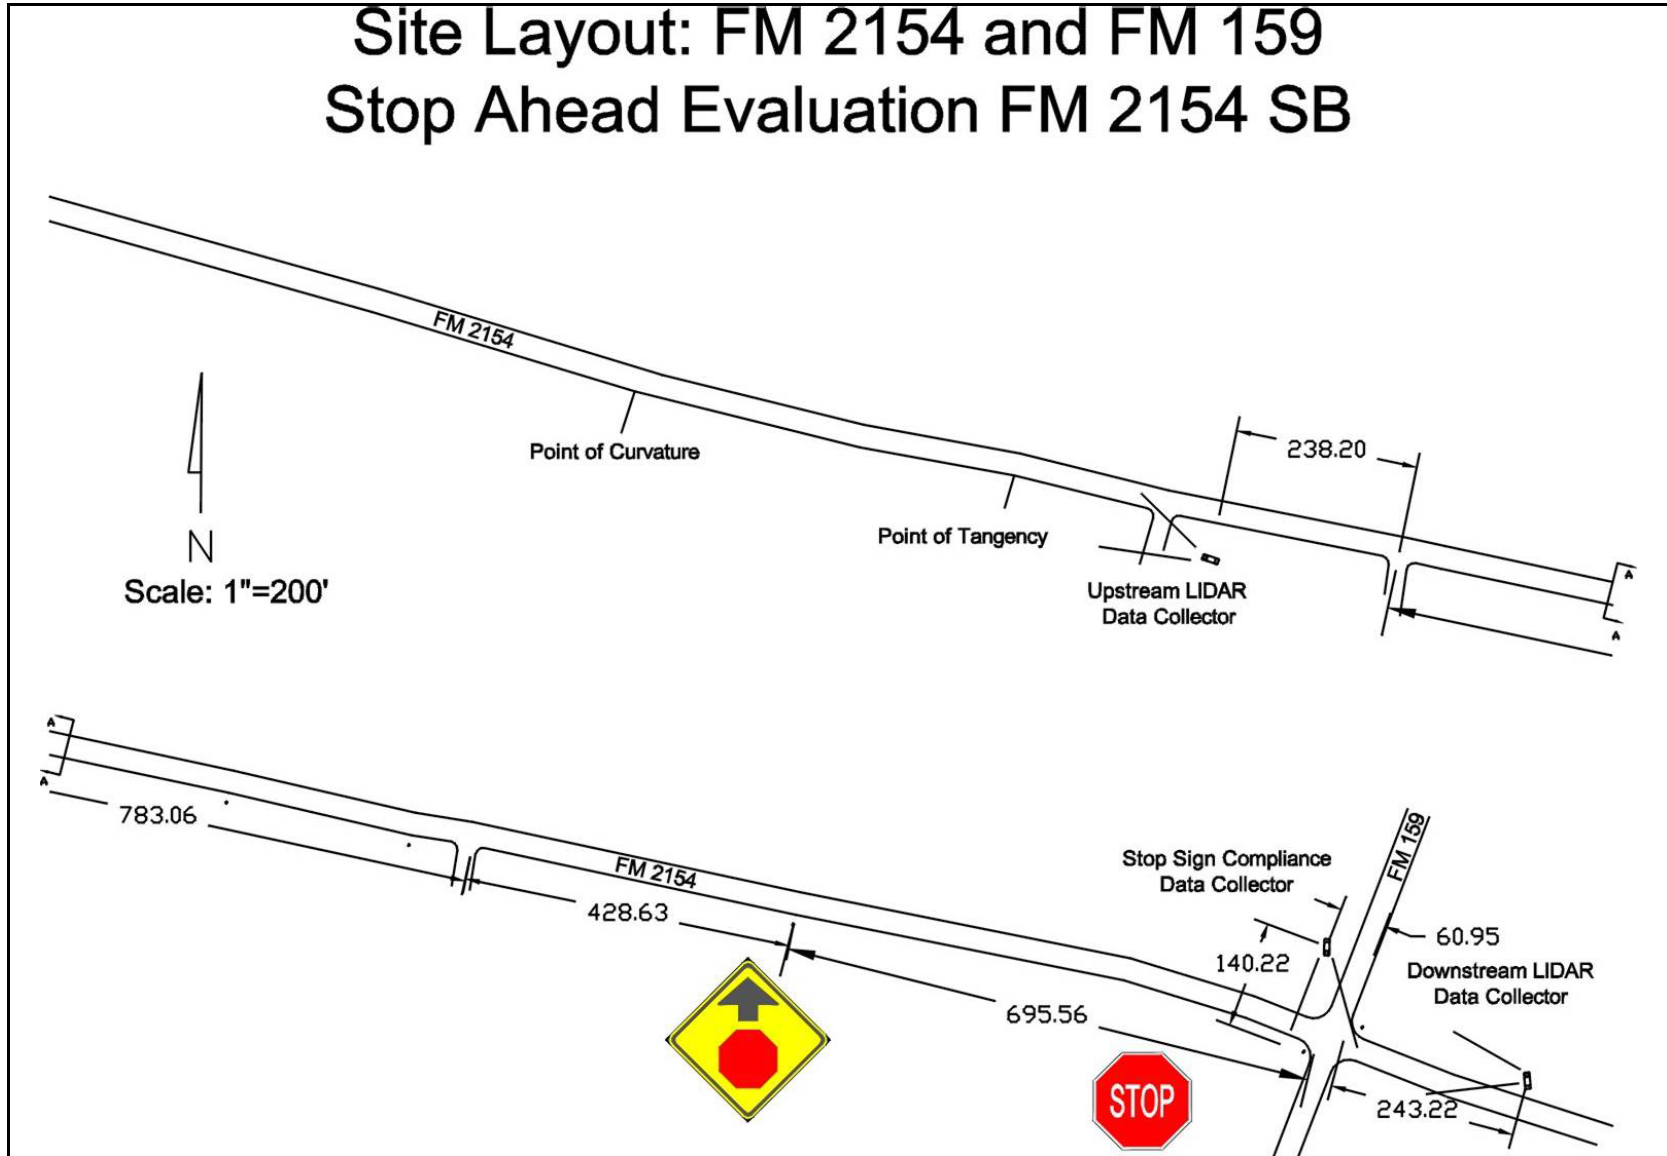 Site Layout: FM 2154 and FM 159
Stop Ahead Evaluation FM 2154 SB
FM 2154
Point of Curvature
238.20
Point of Tangency
N
Scale: 1"=200'
Upstream LIDAR
Data Collector
A
A
A
A
783.06
FM 2154
428.63
Stop Sign Compliance
Data Collector
FM 159
60.95
140.22
Downstream LIDAR
Data Collector
695.56
STOP
243.22